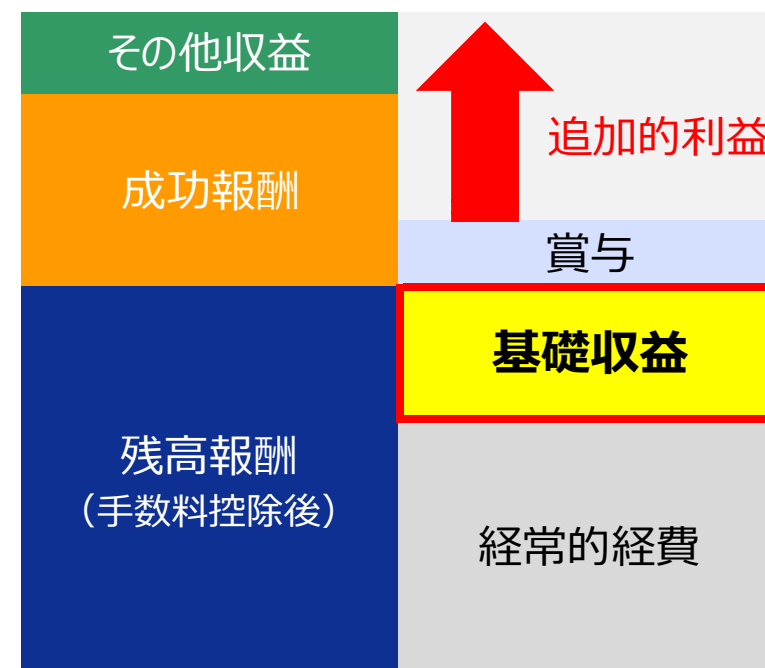 その他収益
成功報酬
残高報酬
（手数料控除後）
追加的利益
賞与
基礎収益
経常的経費